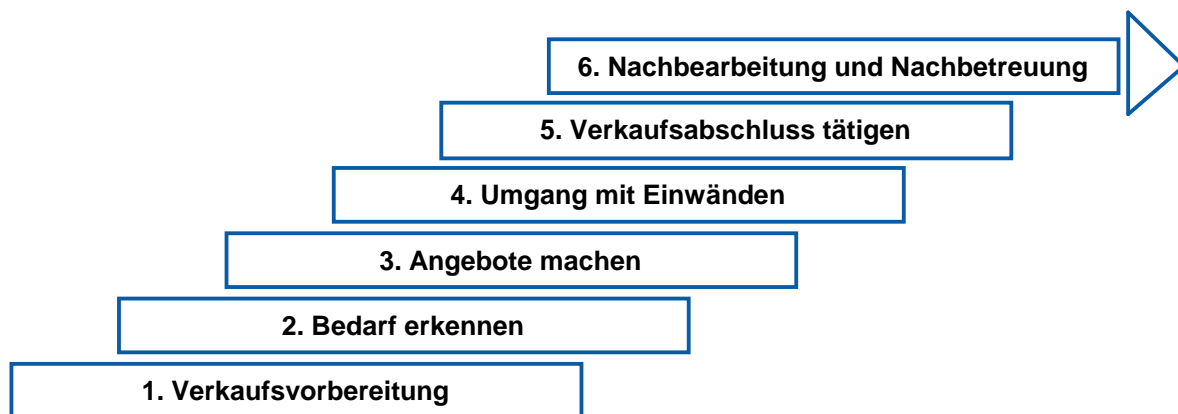 6. Nachbearbeitung und Nachbetreuung
5. Verkaufsabschluss tätigen
4. Umgang mit Einwänden
3. Angebote machen
2. Bedarf erkennen
1. Verkaufsvorbereitung